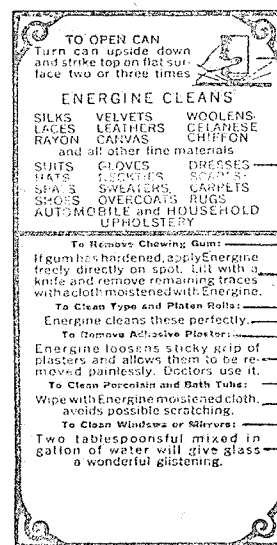 TO OPEN CAN
Turn can upside down
and strike top on flat sur-
face two or three times
ENERGINE CLEANS
SILKS VELVETS WOOLENS
LACES LEATHERS CELANESE
RAYON CANVAS CHIFFON
and all other fine materials
SUITS GLOVES DRESSES
HATS NECKTIES SCARFS
SPATS SWEATERS CARPETS
SHOES OVERCOATS RUGS
AUTOMOBILE and HOUSEHOLD
UPHOLSTERY
To Remove Chewing Gum:
If gum has hardened, apply Energine
freely directly on spot. Lift with a
knife and remove remaining traces
with a cloth moistened with Energine.
To Clean Type and Platen Rolls:
Energine cleans these perfectly.
To Remove Adhesive Plaster:
Energine loosens sticky grip of
plasters and allows them to be re-
moved painlessly. Doctors use it.
To Clean Porcelain and Bath Tubs:
Wipe with Energine moistened cloth.
avoids possible scratching.
To Clean Windows or Mirrors:
Two tablespoonsful mixed in
gallon of water will give glass
a wonderful glistening.